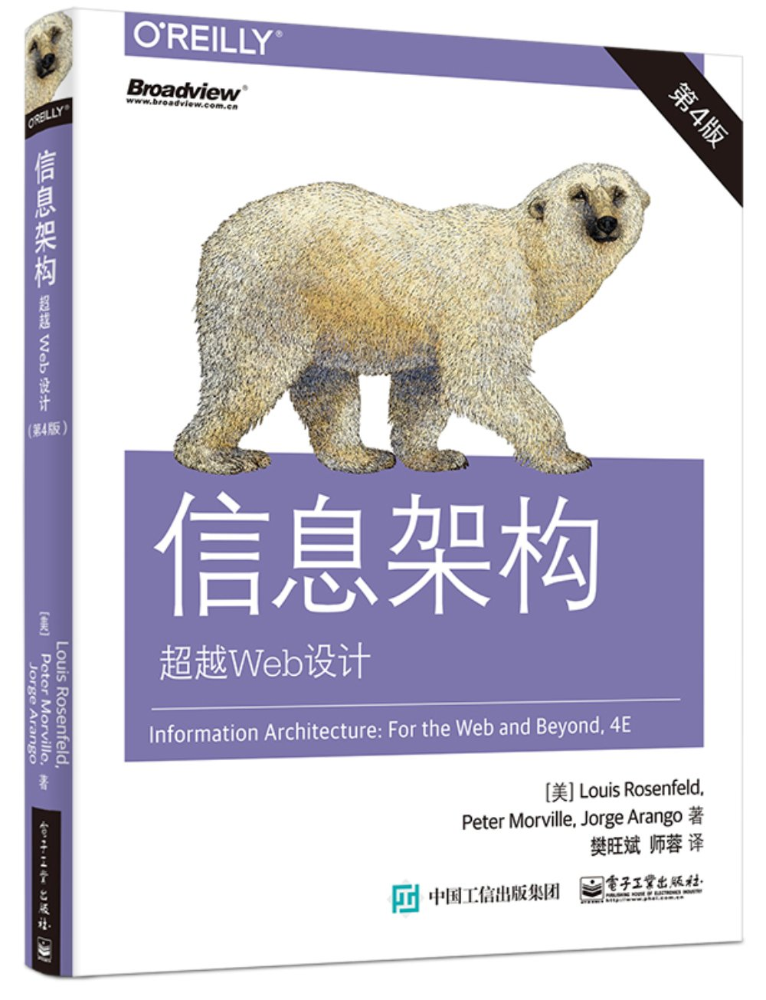 O'REILLY®
Broadview®
www.broadview.com.cn
第4版
信息架构
超越Web设计
Information Architecture: For the Web and Beyond, 4E
[美] Louis Rosenfeld,
Peter Morville, Jorge Arango 著
樊旺斌 师蓉 译
中国工信出版集团
電子工業出版社·
PUBLISHING HOUSE OF ELECTRONICS INDUSTRY
http://www.phei.com.cn
O'REILLY®
信息架构
超越Web设计
(第4版)
[美] Louis Rosenfeld,
Peter Morville, 著
Jorge Arango
電子工業出版社·